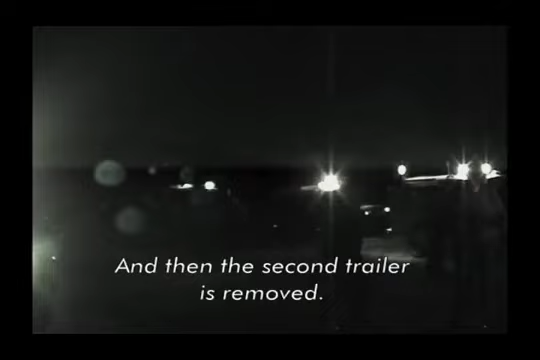 And then the second trailer
is removed.